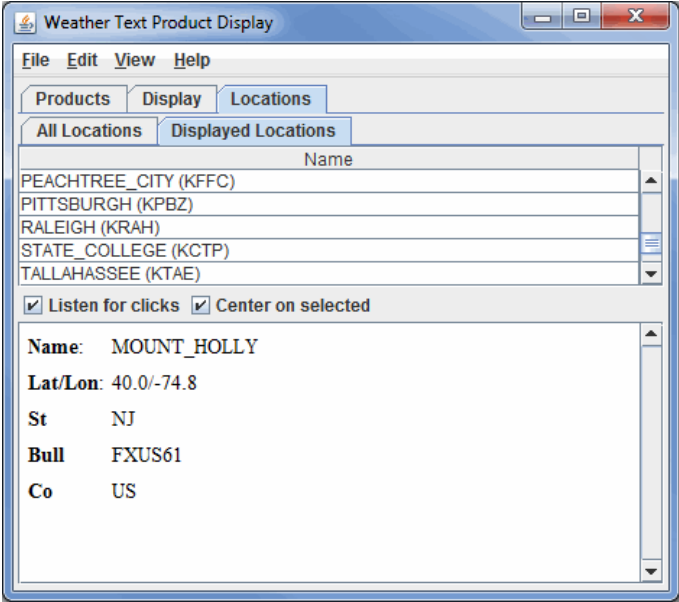 Weather Text Product Display
File Edit View Help
Products Display Locations
All Locations Displayed Locations
Name
PEACHTREE_CITY (KFFC)
PITTSBURGH (KPBZ)
RALEIGH (KRAH)
STATE_COLLEGE (KCTP)
TALLAHASSEE (KTAE)
Listen for clicks Center on selected
Name: MOUNT_HOLLY
Lat/Lon: 40.0/-74.8
St NJ
Bull FXUS61
Co US